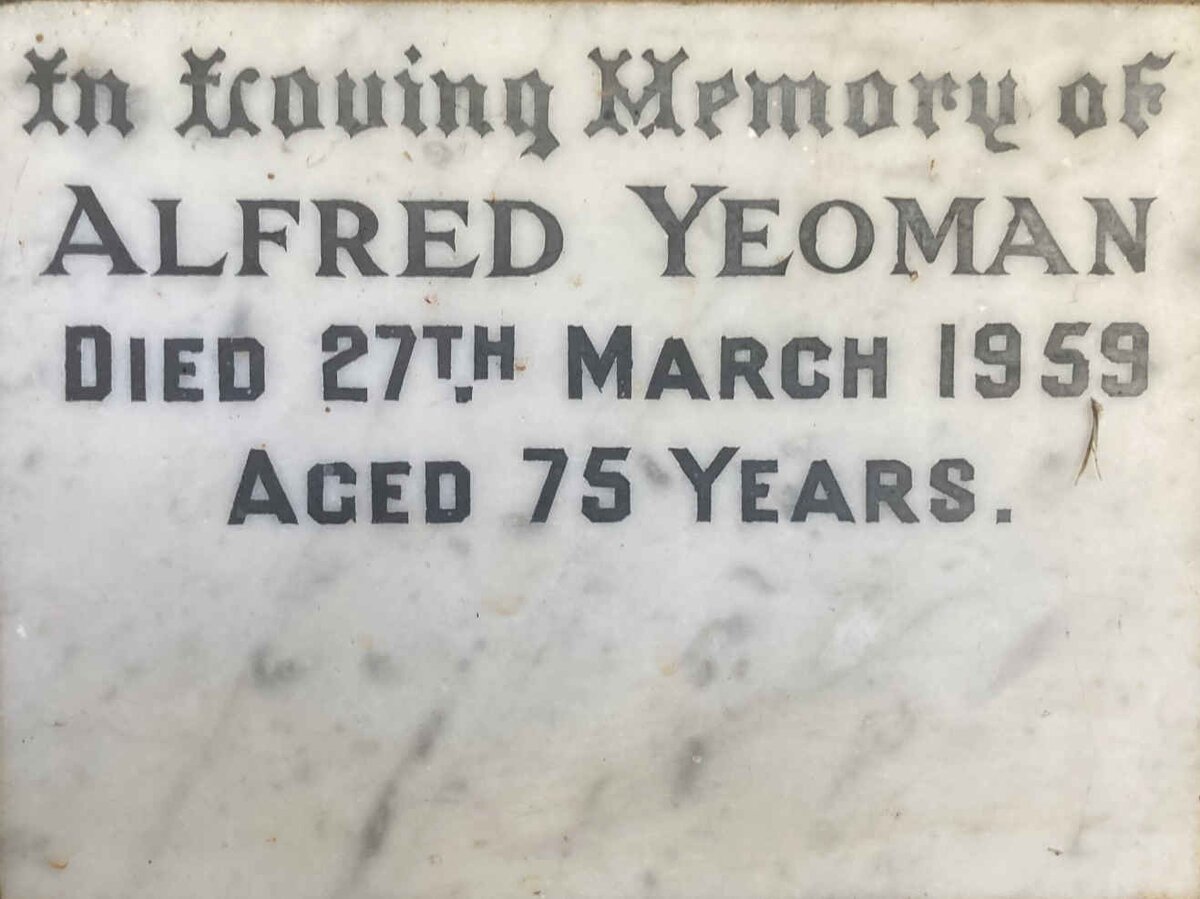 In Loving Memory of
ALFRED YEOMAN
DIED 27TH. MARCH 1959
AGED 75 YEARS.